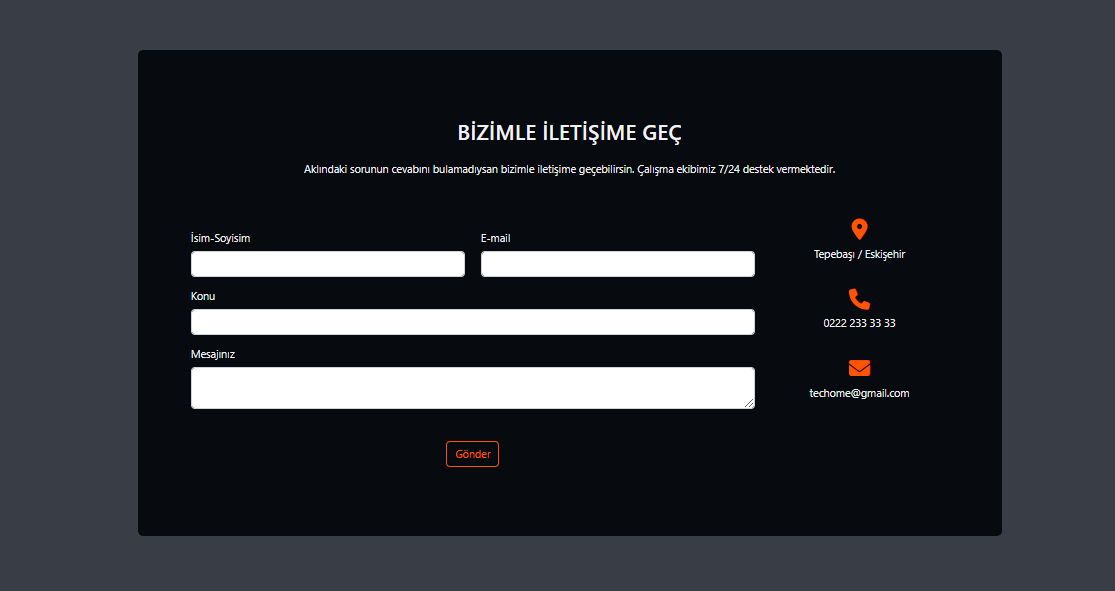 BİZİMLE İLETİŞİME GEÇ
Aklındaki sorunun cevabını bulamadıysan bizimle iletişime geçebilirsin. Çalışma ekibimiz 7/24 destek vermektedir.
İsim-Soyisim
E-mail
Konu
Mesajınız
Gönder
Tepebaşı / Eskişehir
0222 233 33 33
techome@gmail.com